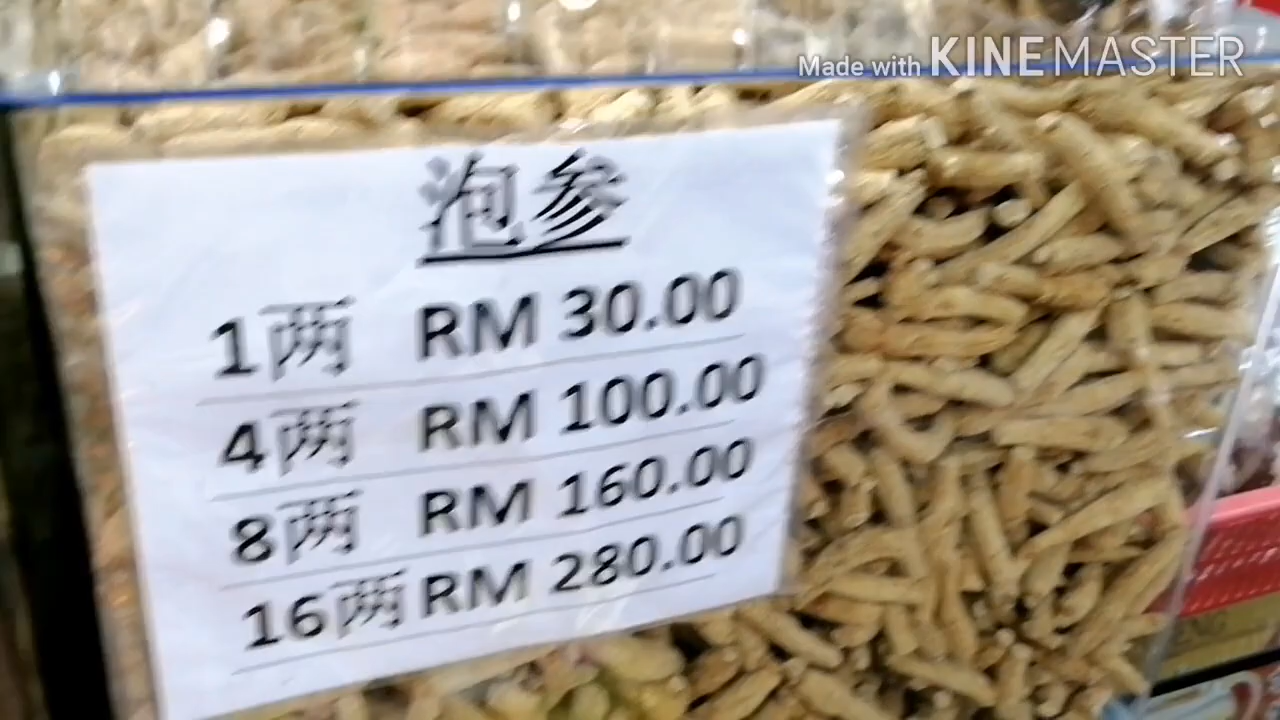 Made with KINEMASTER
泡参
1两 RM 30.00
4两 RM 100.00
8两 RM 160.00
16两 RM 280.00